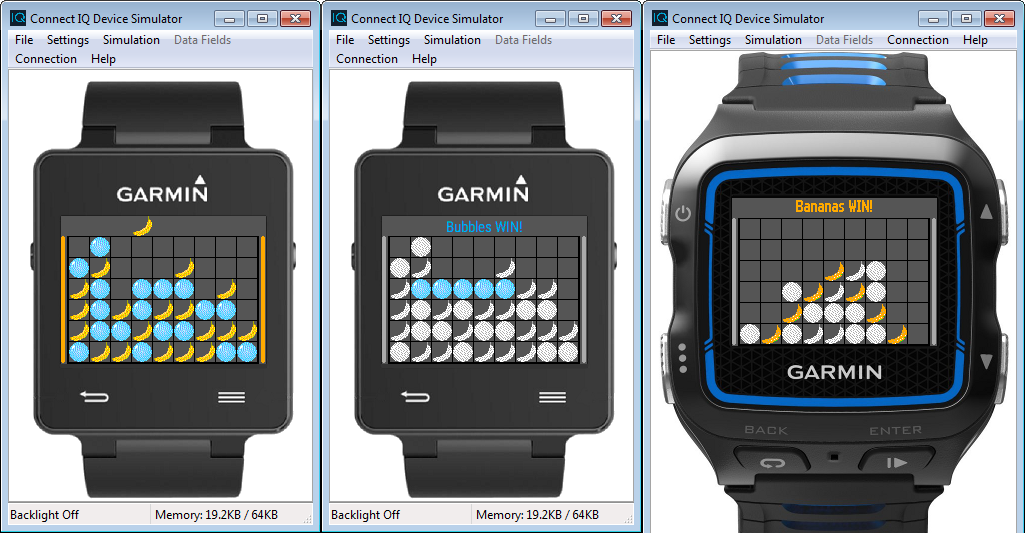 Connect IQ Device Simulator
File Settings Simulation Data Fields
Connection Help
GARMIN
Backlight Off
Memory: 19.2KB / 64KB
Connect IQ Device Simulator
File Settings Simulation Data Fields
Connection Help
GARMIN
Bubbles WIN!
Backlight Off
Memory: 19.2KB / 64KB
Connect IQ Device Simulator
File Settings Simulation Data Fields Connection Help
Bananas WIN!
GARMIN
BACK
ENTER